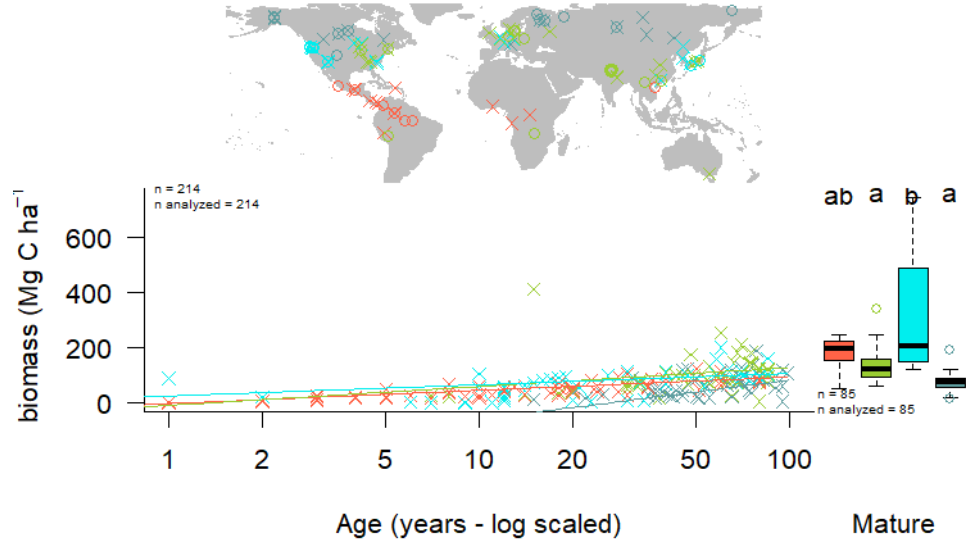 n = 214
n analyzed = 214
ab a b a
biomass (Mg C ha⁻¹
600
400
200
0
n = 85
n analyzed = 85
1 2 5 10 20 50 100
Age (years - log scaled) Mature